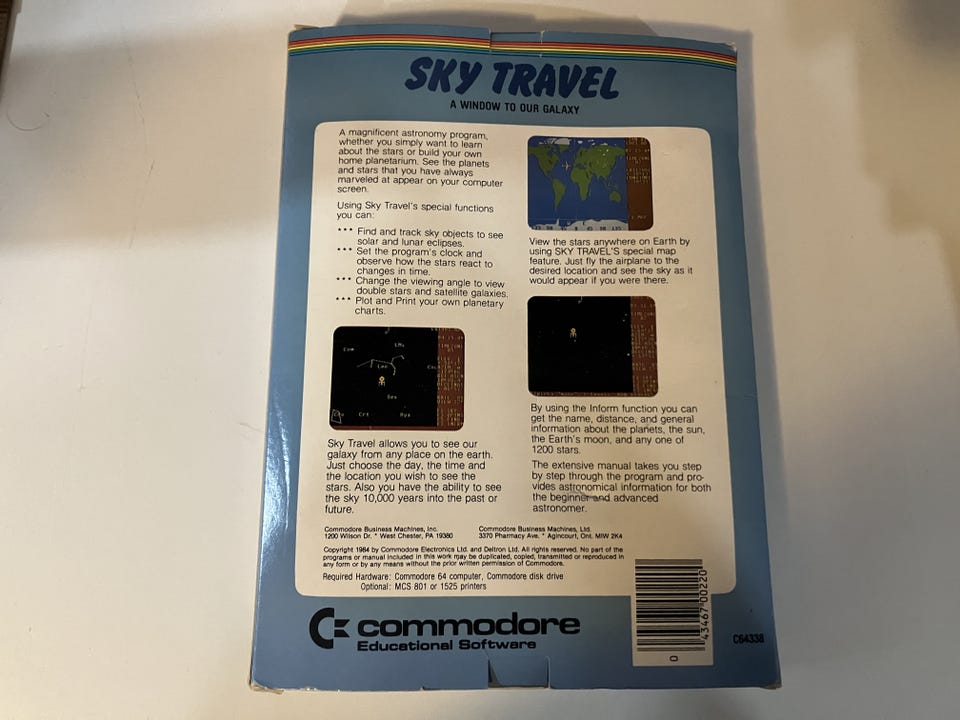 SKY TRAVEL
A WINDOW TO OUR GALAXY
A magnificent astronomy program,
whether you simply want to learn
about the stars or build your own
home planetarium. See the planets
and stars that you have always
marveled at appear on your computer
screen.
Using Sky Travel's special functions
you can:
*** Find and track sky objects to see
solar and lunar eclipses.
*** Set the program's clock and
observe how the stars react to
changes in time.
*** Change the viewing angle to view
double stars and satellite galaxies.
*** Plot and Print your own planetary
charts.
LMi
Com
Leo
Sex
Crt
Hya
Sky Travel allows you to see our
galaxy from any place on the earth.
Just choose the day, the time and
the location you wish to see the
stars. Also you have the ability to see
the sky 10,000 years into the past or
future.
View the stars anywhere on Earth by
using SKY TRAVEL'S special map
feature. Just fly the airplane to the
desired location and see the sky as it
would appear if you were there.
By using the Inform function you can
get the name, distance, and general
information about the planets, the sun,
the Earth's moon, and any one of
1200 stars.
The extensive manual takes you step
by step through the program and pro-
vides astronomical information for both
the beginner and advanced
astronomer.
Commodore Business Machines, Inc.
1200 Wilson Dr. * West Chester, PA 19380
Commodore Business Machines, Ltd.
3370 Pharmacy Ave. * Agincourt, Ont. MIW 2K4
Copyright 1984 by Commodore Electronics Ltd. and Deltron Ltd. All rights reserved. No part of the
programs or manual included in this work may be duplicated, copied, transmitted or reproduced in
any form or by any means without the prior written permission of Commodore.
Required Hardware: Commodore 64 computer, Commodore disk drive
Optional: MCS 801 or 1525 printers
commodore
Educational Software
0
43467 00220
C64338